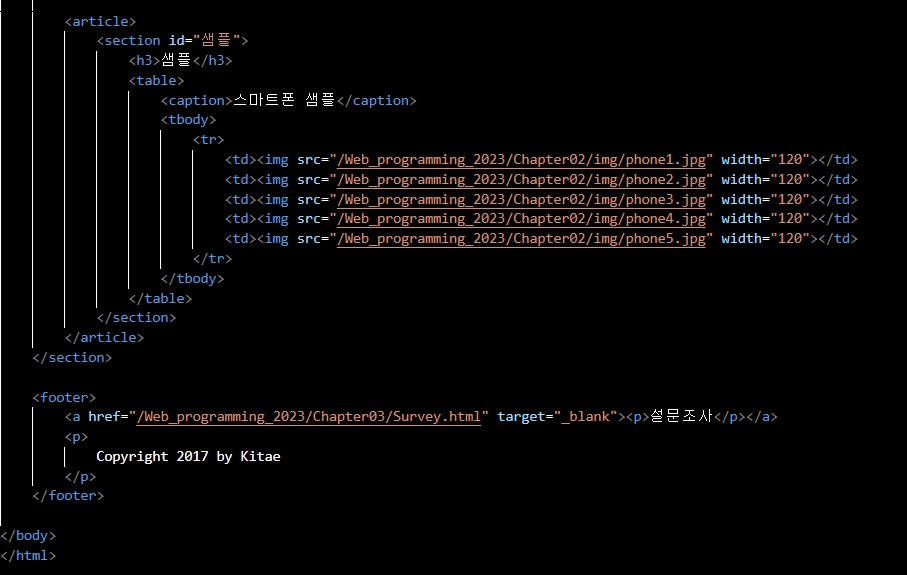 <article>
<section id="샘플">
<h3>샘플</h3>
<table>
<caption>스마트폰 샘플</caption>
<tbody>
<tr>
<td><img src="/Web_programming_2023/Chapter02/img/phone1.jpg" width="120"></td>
<td><img src="/Web_programming_2023/Chapter02/img/phone2.jpg" width="120"></td>
<td><img src="/Web_programming_2023/Chapter02/img/phone3.jpg" width="120"></td>
<td><img src="/Web_programming_2023/Chapter02/img/phone4.jpg" width="120"></td>
<td><img src="/Web_programming_2023/Chapter02/img/phone5.jpg" width="120"></td>
</tr>
</tbody>
</table>
</section>
</article>
</section>
<footer>
<a href="/Web_programming_2023/Chapter03/Survey.html" target="_blank"><p>설문조사</p></a>
<p>
Copyright 2017 by Kitae
</p>
</footer>
</body>
</html>